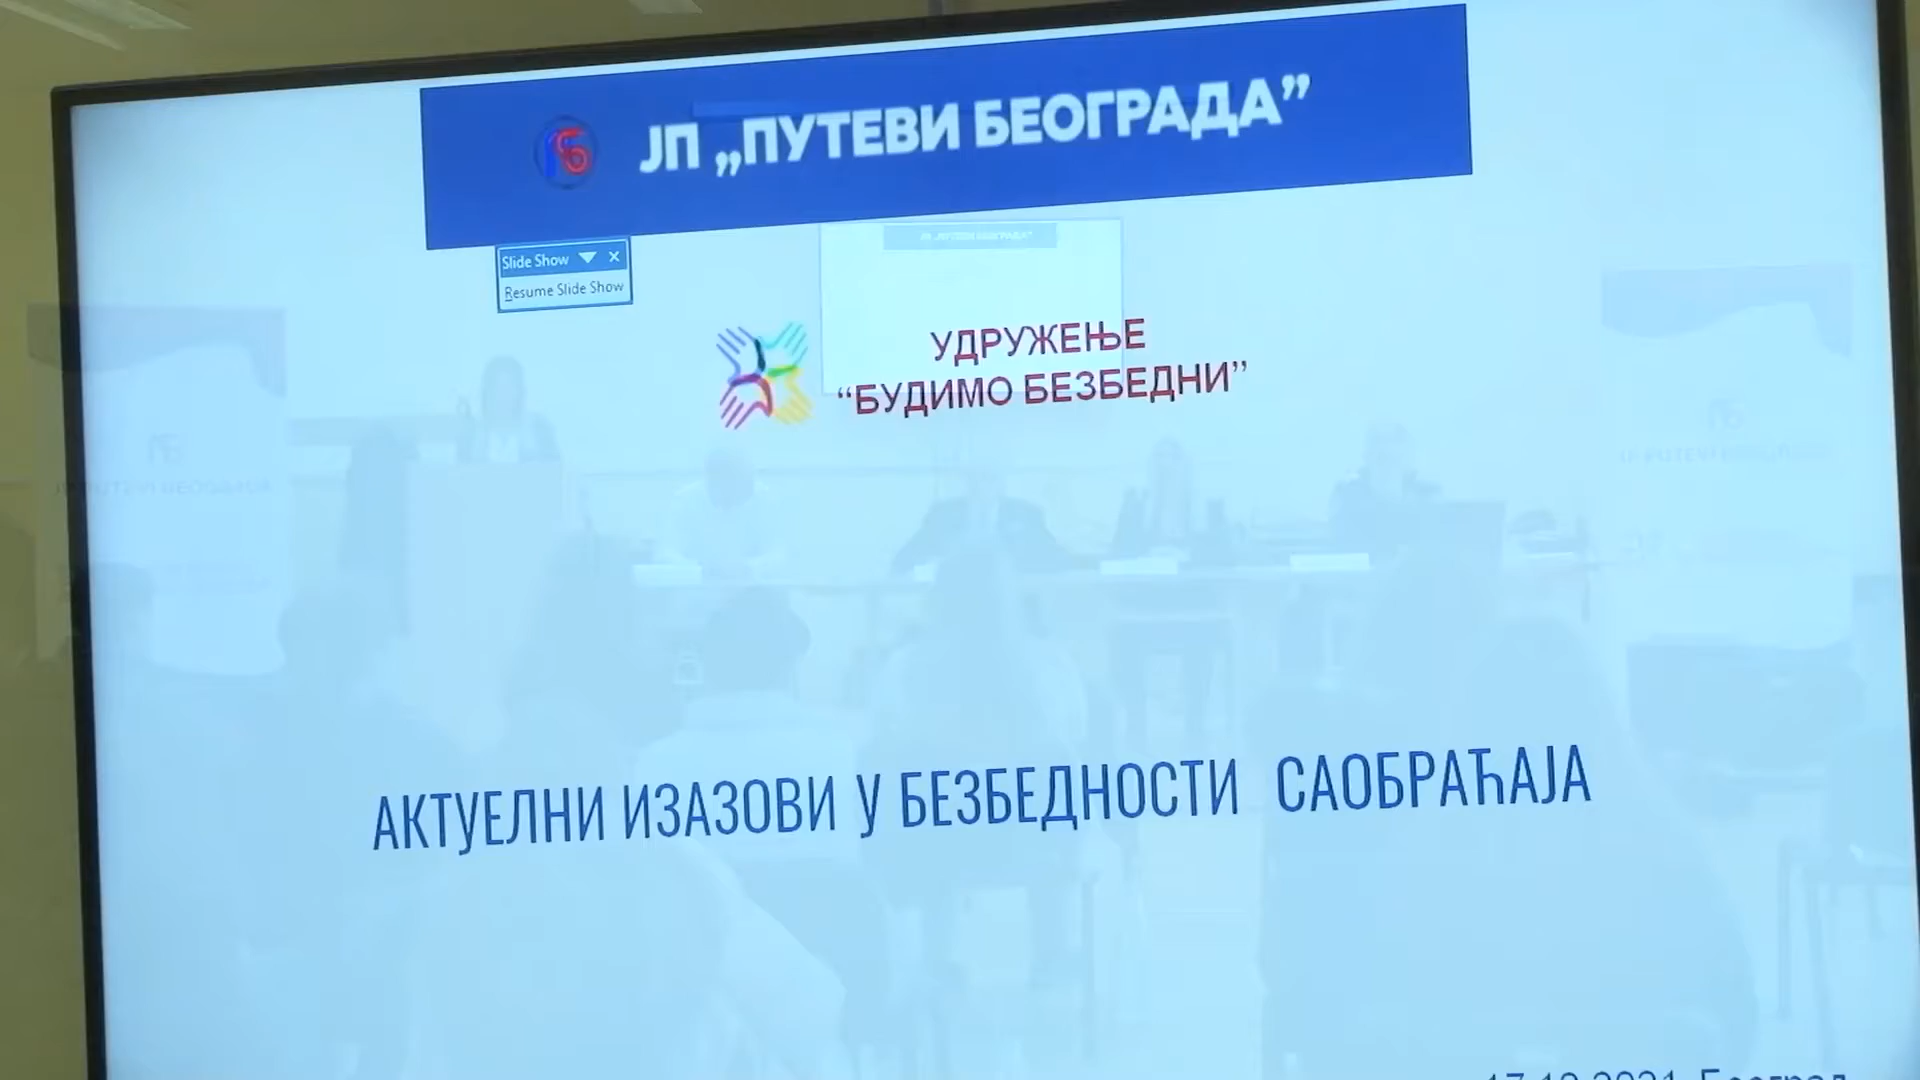 ЈП „ПУТЕВИ БЕОГРАДА”
Slide Show
Resume Slide Show
УДРУЖЕЊЕ
“БУДИМО БЕЗБЕДНИ”
АКТУЕЛНИ ИЗАЗОВИ У БЕЗБЕДНОСТИ САОБРАЋАЈА